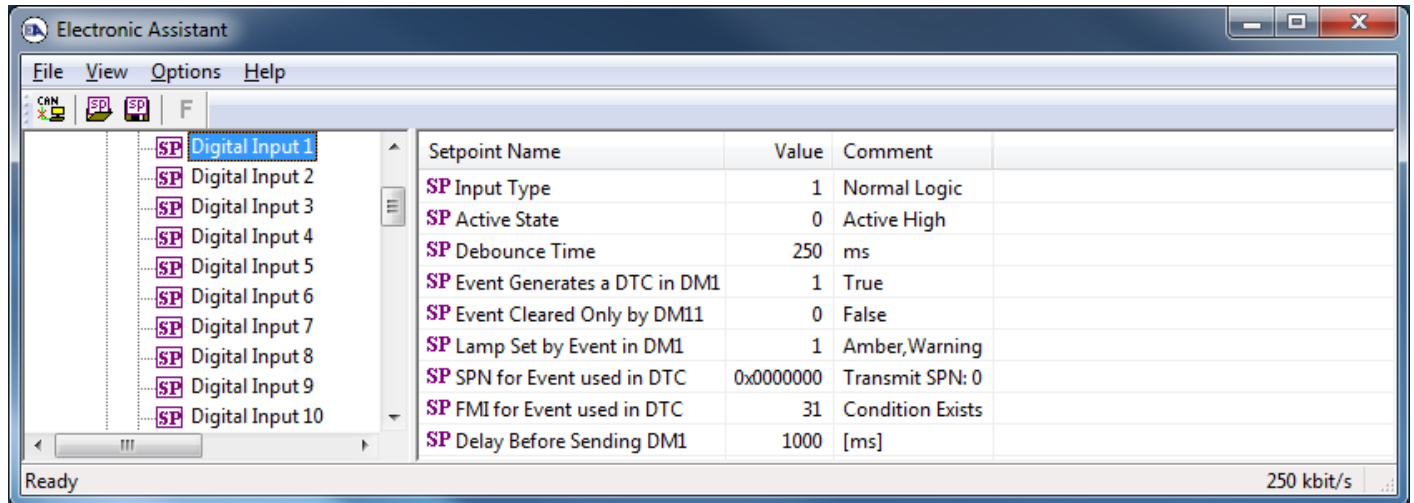 Electronic Assistant
File View Options Help
CAN SP SP F
SP Digital Input 1
SP Digital Input 2
SP Digital Input 3
SP Digital Input 4
SP Digital Input 5
SP Digital Input 6
SP Digital Input 7
SP Digital Input 8
SP Digital Input 9
SP Digital Input 10
Setpoint Name Value Comment
SP Input Type 1 Normal Logic
SP Active State 0 Active High
SP Debounce Time 250 ms
SP Event Generates a DTC in DM1 1 True
SP Event Cleared Only by DM11 0 False
SP Lamp Set by Event in DM1 1 Amber,Warning
SP SPN for Event used in DTC 0x0000000 Transmit SPN: 0
SP FMI for Event used in DTC 31 Condition Exists
SP Delay Before Sending DM1 1000 [ms]
Ready 250 kbit/s